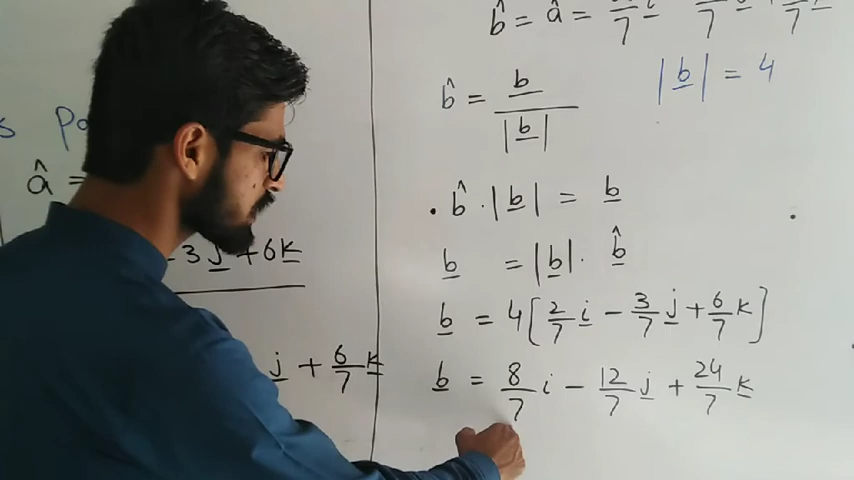 â =
-3j̲ + 6k̲
j̲ + 6/7 k̲
b̂ = â =
b̂ = b̲ / |b̲|
|b̲| = 4
. b̂ . |b̲| = b̲
b̲ = |b̲| . b̲̂
b̲ = 4[2/7 i̲ - 3/7 j̲ + 6/7 k]
b̲ = 8/7 i - 12/7 j̲ + 24/7 k̲